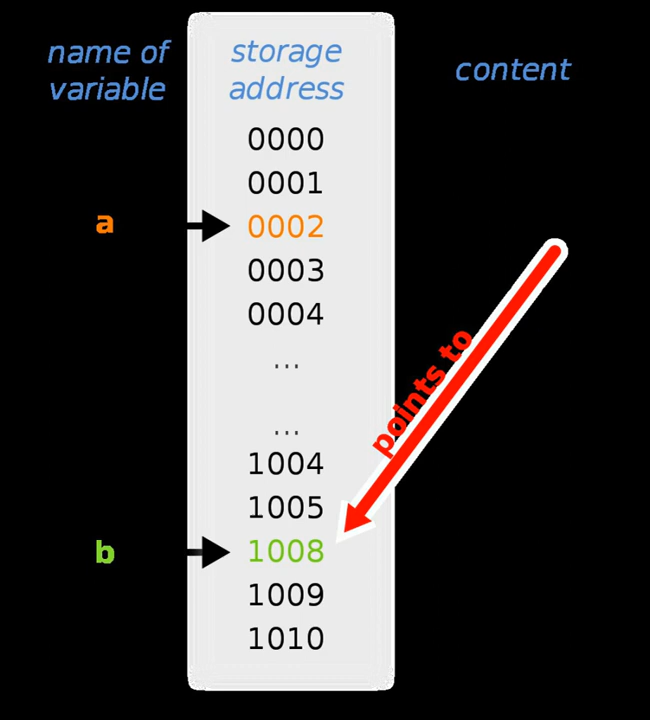 name of variable
storage address
content
0000
0001
a
0002
0003
0004
...
points to
...
1004
1005
b
1008
1009
1010